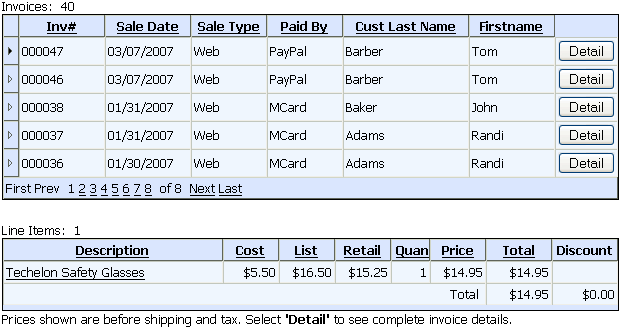 Invoices: 40
Inv# Sale Date Sale Type Paid By Cust Last Name Firstname
000047 03/07/2007 Web PayPal Barber Tom Detail
000046 03/07/2007 Web PayPal Barber Tom Detail
000038 01/31/2007 Web MCard Baker John Detail
000037 01/31/2007 Web MCard Adams Randi Detail
000036 01/30/2007 Web MCard Adams Randi Detail
First Prev 1 2 3 4 5 6 7 8 of 8 Next Last
Line Items: 1
Description Cost List Retail Quan Price Total Discount
Techelon Safety Glasses $5.50 $16.50 $15.25 1 $14.95 $14.95
Total $14.95 $0.00
Prices shown are before shipping and tax. Select 'Detail' to see complete invoice details.